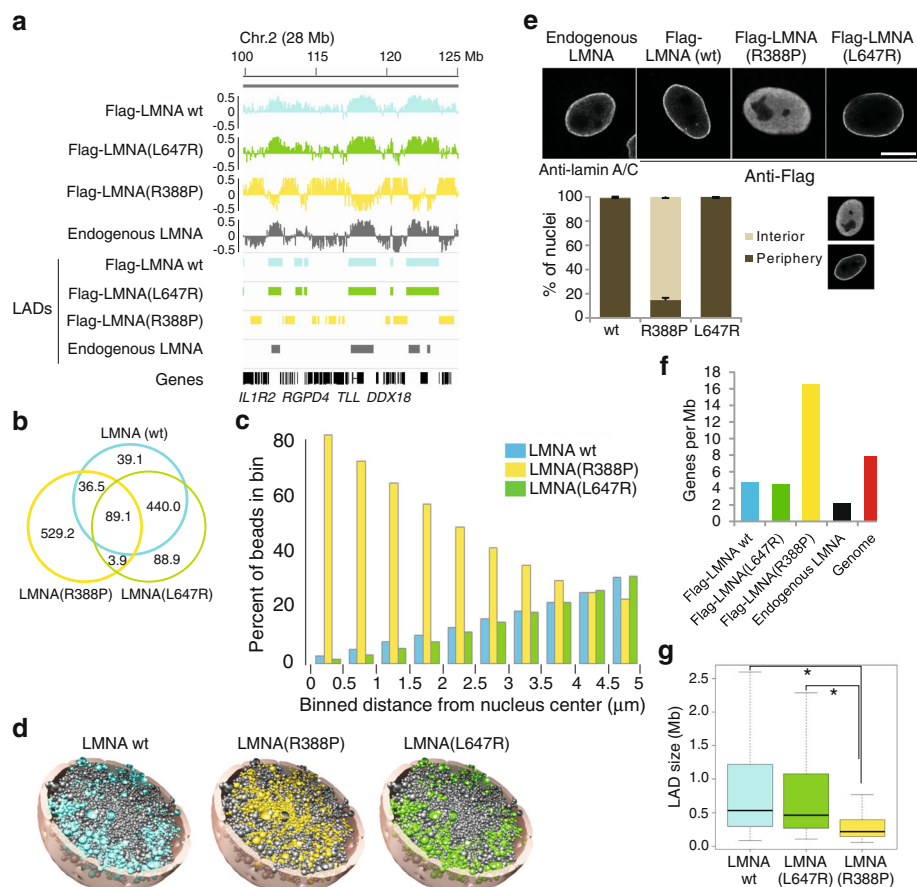 a
Chr.2 (28 Mb)
100 115 120 125 Mb
Flag-LMNA wt
0.5
-0.5
Flag-LMNA(L647R)
0.5
0
-0.5
Flag-LMNA(R388P)
0.5
0
-0.5
Endogenous LMNA
0.5
-0.5
LADs
Flag-LMNA wt
Flag-LMNA(L647R)
Flag-LMNA(R388P)
Endogenous LMNA
Genes
IL1R2 RGPD4 TLL DDX18
b
LMNA (wt)
39.1
36.5
440.0
89.1
529.2
3.9
88.9
LMNA(R388P)
LMNA(L647R)
c
Percent of beads in bin
80
60
40
20
0
LMNA wt
LMNA(R388P)
LMNA(L647R)
0 0.5 1 1.5 2 2.5 3 3.5 4 4.5 5
Binned distance from nucleus center (μm)
d
LMNA wt
LMNA(R388P)
LMNA(L647R)
e
Endogenous LMNA
Flag-LMNA (wt)
Flag-LMNA (R388P)
Flag-LMNA (L647R)
Anti-lamin A/C
Anti-Flag
% of nuclei
100
80
60
40
20
0
Interior
Periphery
wt R388P L647R
f
Genes per Mb
18
16
14
12
10
8
6
4
2
0
Flag-LMNA wt
Flag-LMNA(L647R)
Flag-LMNA(R388P)
Endogenous LMNA
Genome
g
LAD size (Mb)
2.5
2.0
1.5
1.0
0.5
0.0
*
*
LMNA wt
LMNA (L647R)
LMNA (R388P)